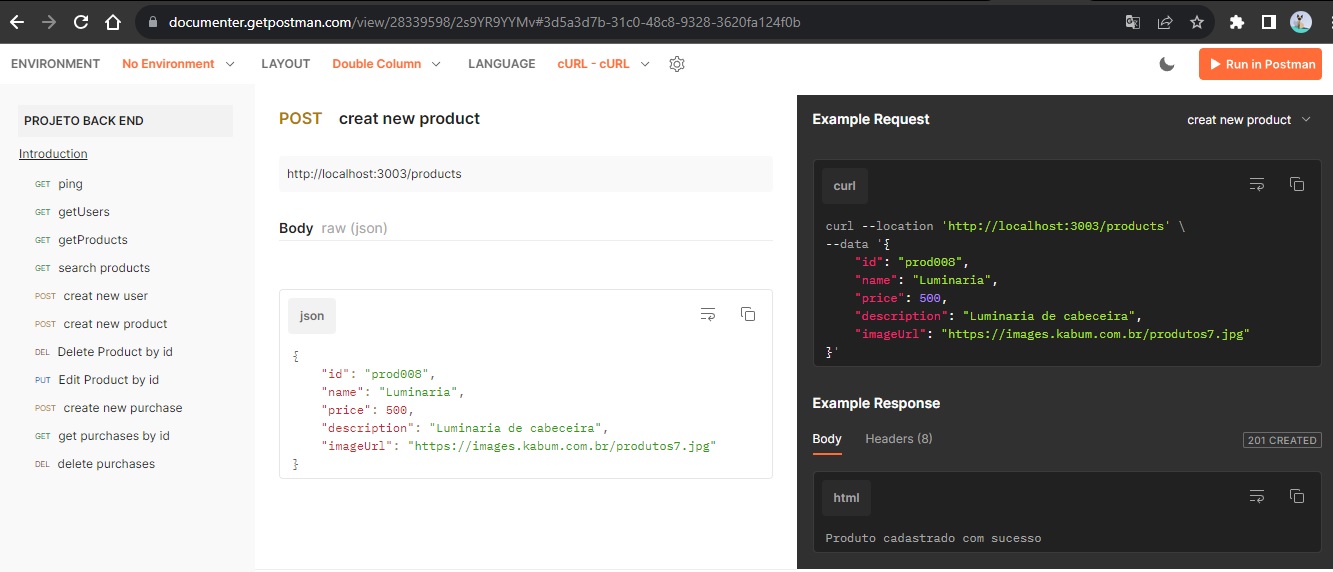 documenter.getpostman.com/view/28339598/2s9YR9YYMv#3d5a3d7b-31c0-48c8-9328-3620fa124f0b
ENVIRONMENT No Environment LAYOUT Double Column LANGUAGE cURL - cURL Run in Postman
PROJETO BACK END
Introduction
GET ping
GET getUsers
GET getProducts
GET search products
POST creat new user
POST creat new product
DEL Delete Product by id
PUT Edit Product by id
POST create new purchase
GET get purchases by id
DEL delete purchases
POST creat new product
http://localhost:3003/products
Body raw (json)
json
{
"id": "prod008",
"name": "Luminaria",
"price": 500,
"description": "Luminaria de cabeceira",
"imageUrl": "https://images.kabum.com.br/produtos7.jpg"
}
Example Request creat new product
curl
curl --location 'http://localhost:3003/products' \
--data '{
"id": "prod008",
"name": "Luminaria",
"price": 500,
"description": "Luminaria de cabeceira",
"imageUrl": "https://images.kabum.com.br/produtos7.jpg"
}'
Example Response
Body Headers (8) 201 CREATED
html
Produto cadastrado com sucesso